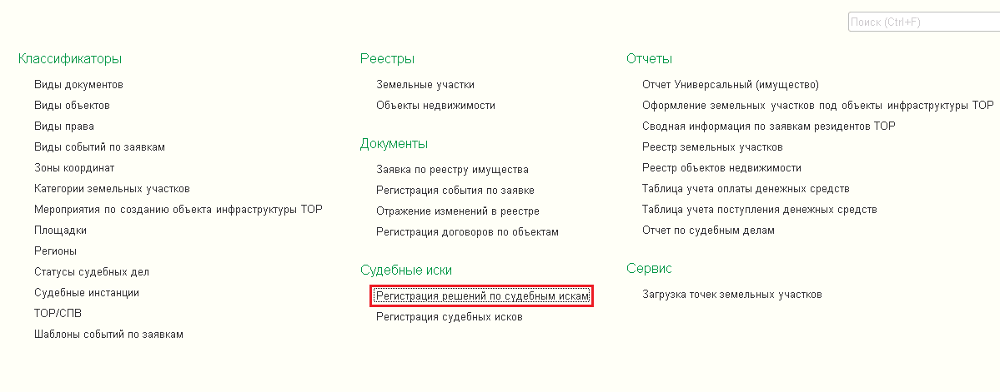 Поиск (Ctrl+F)
Классификаторы
Виды документов
Виды объектов
Виды права
Виды событий по заявкам
Зоны координат
Категории земельных участков
Мероприятия по созданию объекта инфраструктуры ТОР
Площадки
Регионы
Статусы судебных дел
Судебные инстанции
ТОР/СПВ
Шаблоны событий по заявкам
Реестры
Земельные участки
Объекты недвижимости
Документы
Заявка по реестру имущества
Регистрация события по заявке
Отражение изменений в реестре
Регистрация договоров по объектам
Судебные иски
Регистрация решений по судебным искам
Регистрация судебных исков
Отчеты
Отчет Универсальный (имущество)
Оформление земельных участков под объекты инфраструктуры ТОР
Сводная информация по заявкам резидентов ТОР
Реестр земельных участков
Реестр объектов недвижимости
Таблица учета оплаты денежных средств
Таблица учета поступления денежных средств
Отчет по судебным делам
Сервис
Загрузка точек земельных участков